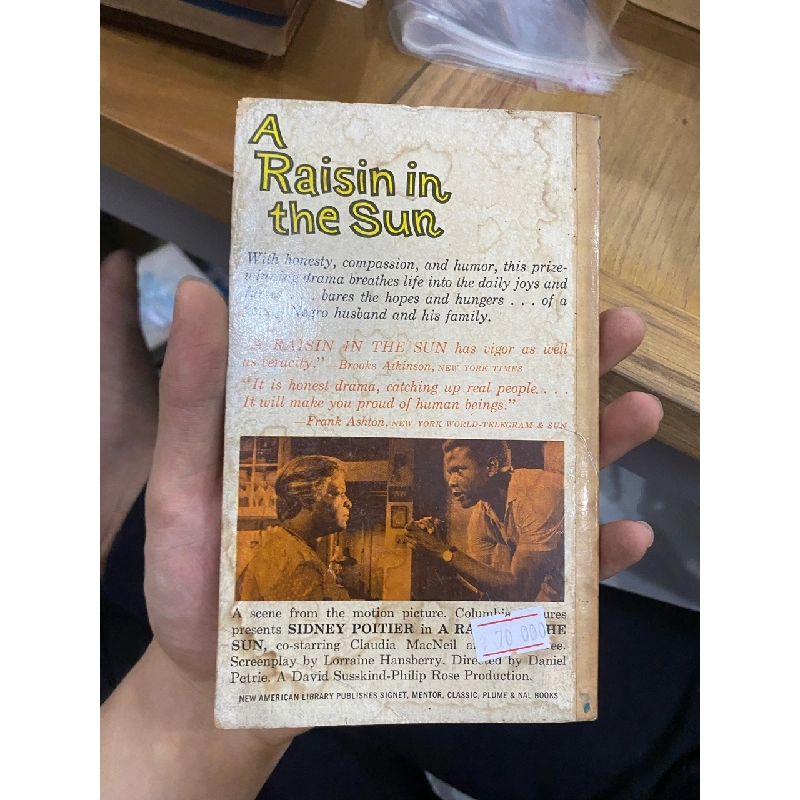 A
Raisin in
the Sun
With honesty, compassion, and humor, this prize-
winning drama breathes life into the daily joys and
. . . bares the hopes and hungers . . . of a
Negro husband and his family.
"A RAISIN IN THE SUN has vigor as well
as veracity."—Brooks Atkinson, NEW YORK TIMES
"It is honest drama, catching up real people. . . .
It will make you proud of human beings."
—Frank Ashton, NEW YORK WORLD-TELEGRAM & SUN
A scene from the motion picture. Columbia
presents SIDNEY POITIER in A
SUN, co-starring Claudia MacNeil
Screenplay by Lorraine Hansberry. Directed by Daniel
Petrie. A David Susskind-Philip Rose Production.
NEW AMERICAN LIBRARY PUBLISHES SIGNET, MENTOR, CLASSIC, PLUME & NAL BOOKS
70 000